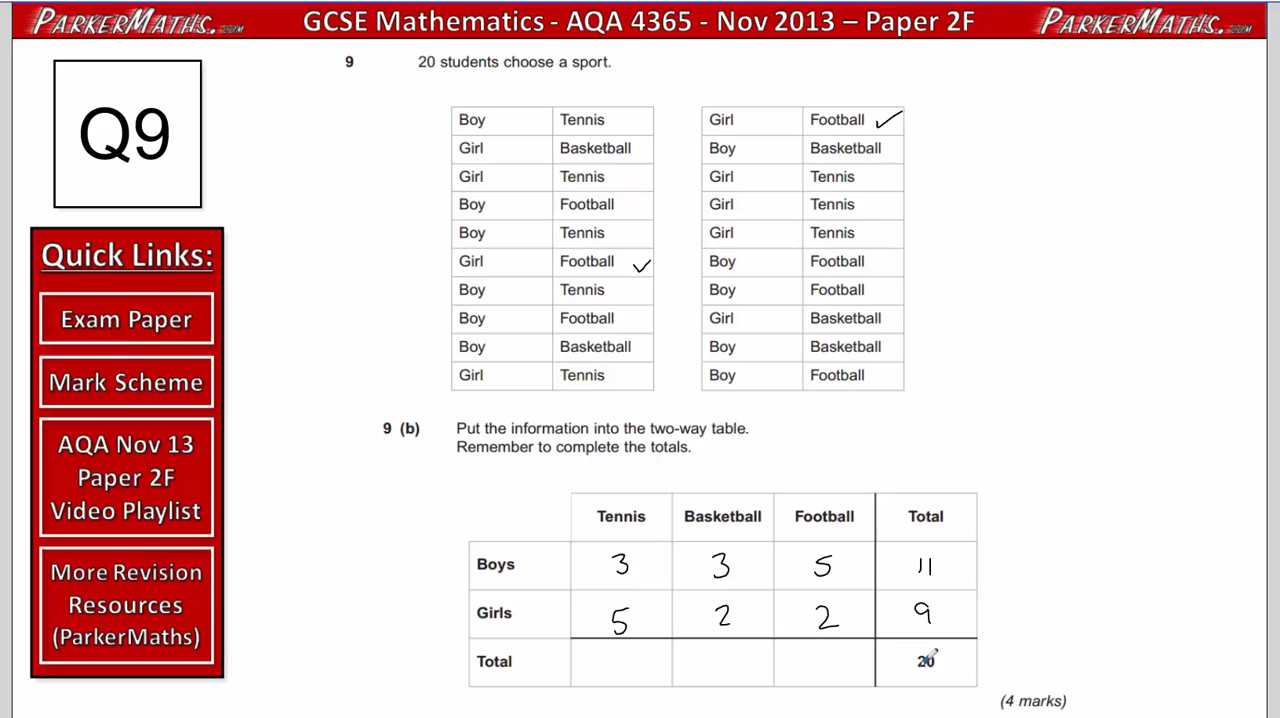 PARKERMATHS.COM
GCSE Mathematics - AQA 4365 - Nov 2013 – Paper 2F
PARKERMATHS.COM
Q9
Quick Links:
Exam Paper
Mark Scheme
AQA Nov 13
Paper 2F
Video Playlist
More Revision
Resources
(ParkerMaths)
9 20 students choose a sport.
Boy Tennis
Girl Basketball
Girl Tennis
Boy Football
Boy Tennis
Girl Football ✓
Boy Tennis
Boy Football
Boy Basketball
Girl Tennis
Girl Football ✓
Boy Basketball
Girl Tennis
Girl Tennis
Girl Tennis
Boy Football
Boy Football
Girl Basketball
Boy Basketball
Boy Football
9 (b) Put the information into the two-way table.
Remember to complete the totals.
Tennis Basketball Football Total
Boys 3 3 5 11
Girls 5 2 2 9
Total 20
(4 marks)